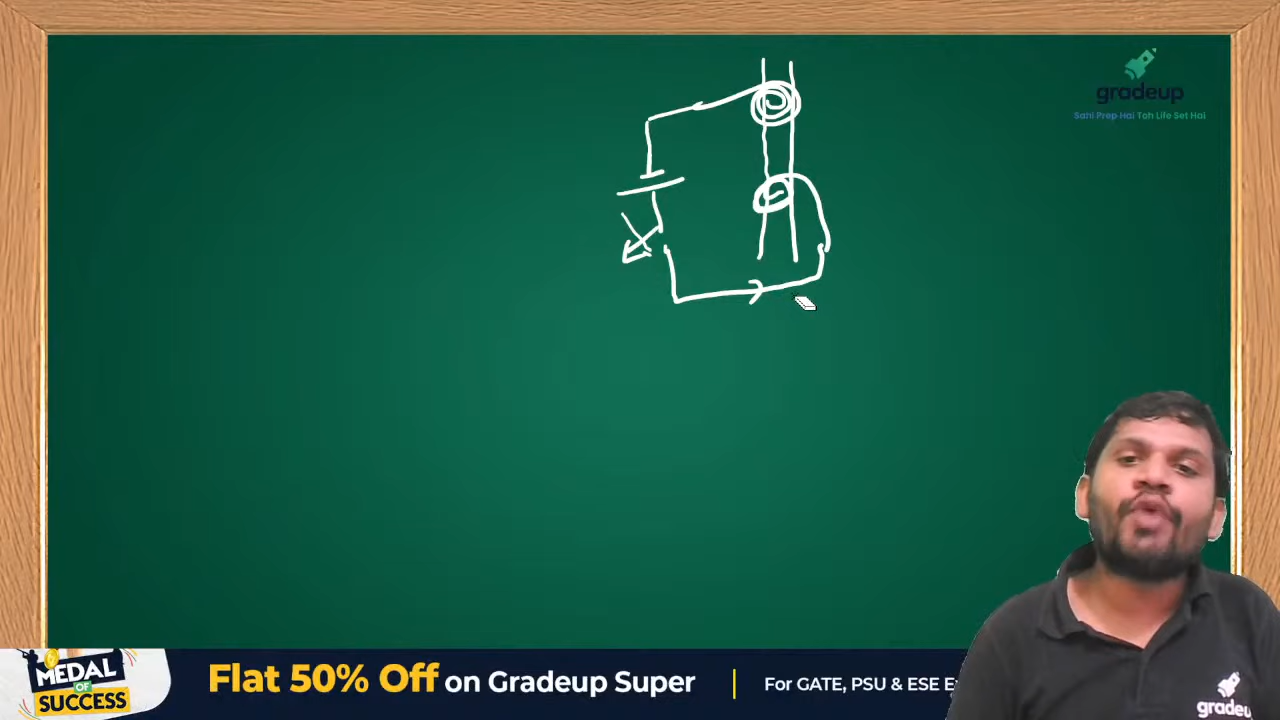 gradeup
Sahi Prep Hai Toh Life Set Hai
MEDAL
OF
SUCCESS
Flat 50% Off on Gradeup Super
For GATE, PSU & ESE
gradeu